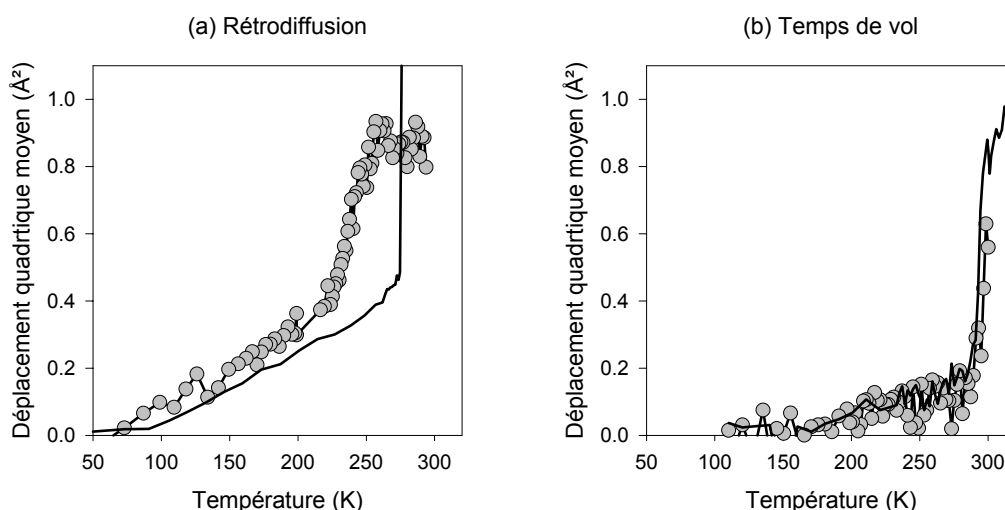 (a) Rétrodiffusion
Déplacement quadrtique moyen (Å²)
1.0
0.8
0.6
0.4
0.2
0.0
50 100 150 200 250 300
Température (K)
(b) Temps de vol
Déplacement quadrtique moyen (Å²)
1.0
0.8
0.6
0.4
0.2
0.0
50 100 150 200 250 300
Température (K)